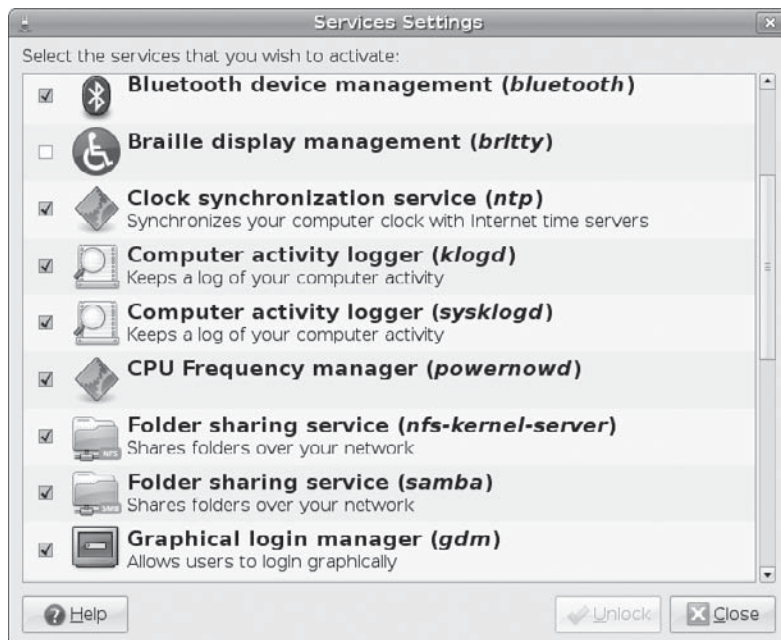 Services Settings
Select the services that you wish to activate:
Bluetooth device management (bluetooth)
Braille display management (brltty)
Clock synchronization service (ntp)
Synchronizes your computer clock with Internet time servers
Computer activity logger (klogd)
Keeps a log of your computer activity
Computer activity logger (sysklogd)
Keeps a log of your computer activity
CPU Frequency manager (powernowd)
Folder sharing service (nfs-kernel-server)
Shares folders over your network
Folder sharing service (samba)
Shares folders over your network
Graphical login manager (gdm)
Allows users to login graphically
Help
Unlock
Close